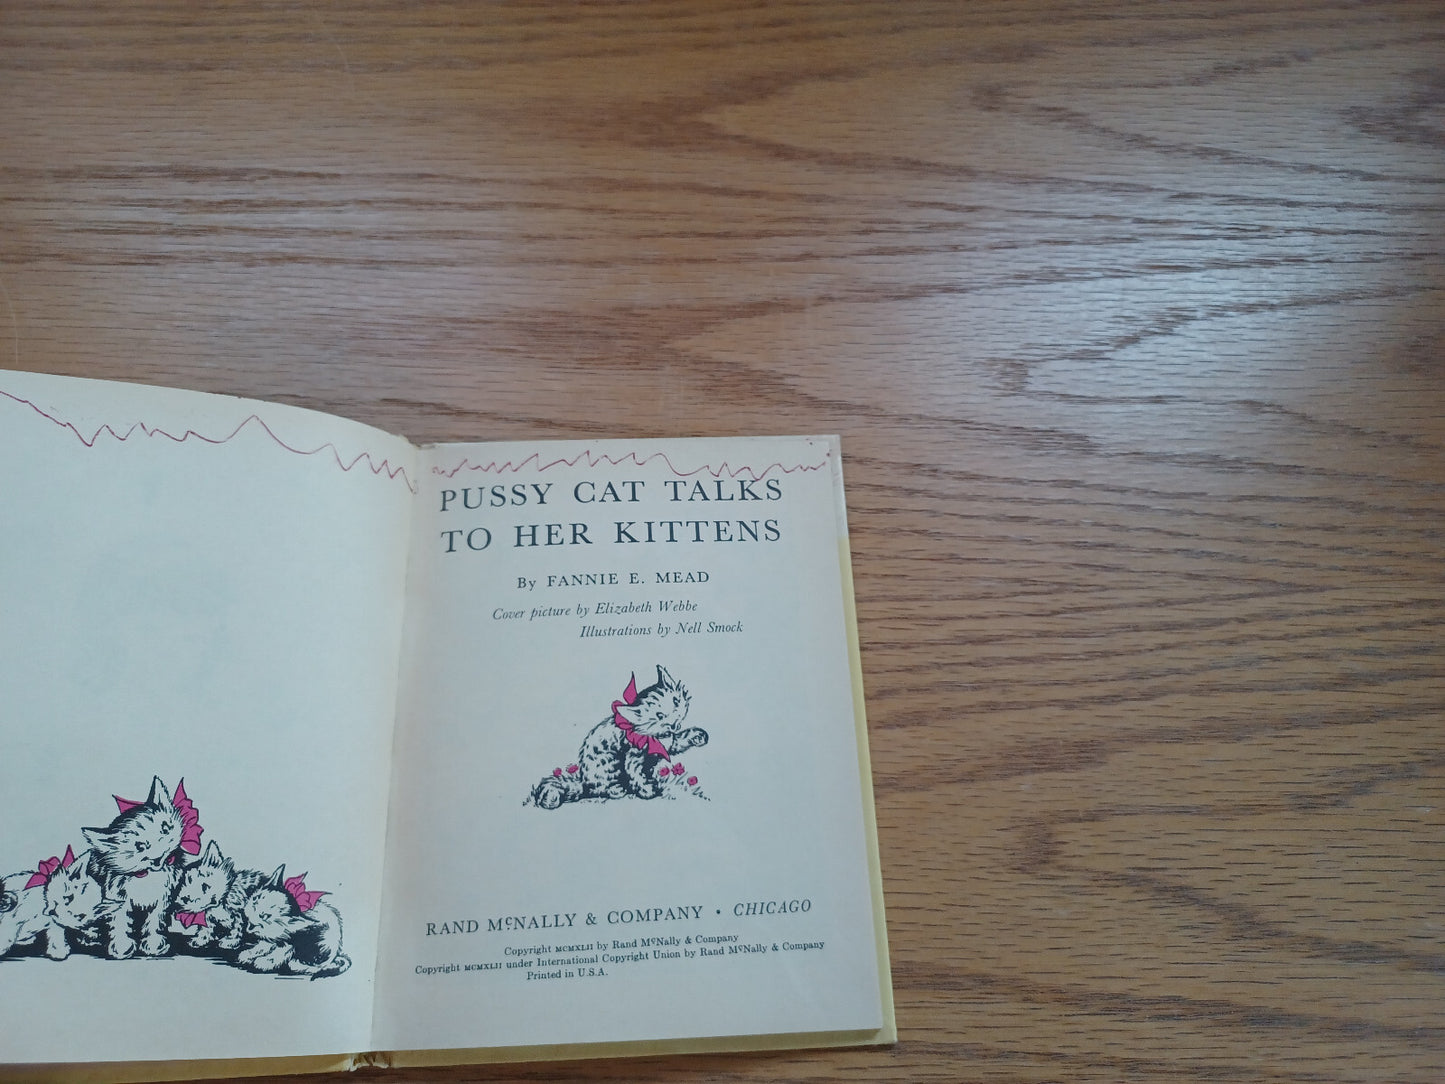 PUSSY CAT TALKS
TO HER KITTENS
By FANNIE E. MEAD
Cover picture by Elizabeth Webbe
Illustrations by Nell Smock
RAND McNALLY & COMPANY • CHICAGO
Copyright MCMXLII by Rand McNally & Company
Copyright MCMXLII under International Copyright Union by Rand McNally & Company
Printed in U.S.A.